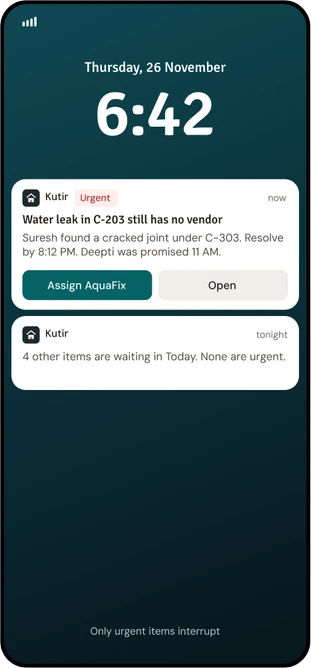 Thursday, 26 November
6:42
Kutir Urgent now
Water leak in C-203 still has no vendor
Suresh found a cracked joint under C-303. Resolve
by 8:12 PM. Deepti was promised 11 AM.
Assign AquaFix Open
Kutir tonight
4 other items are waiting in Today. None are urgent.
Only urgent items interrupt